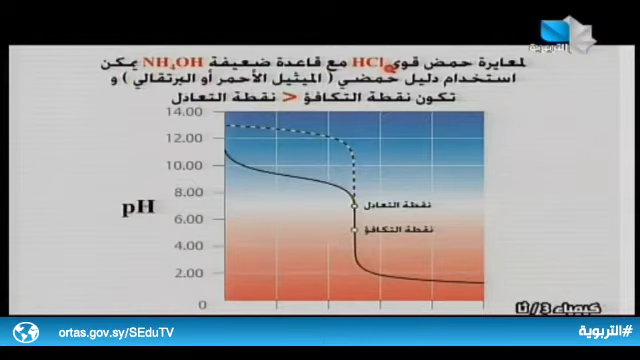 التربوية
لمعايرة حمض قوي HCl مع قاعدة ضعيفة NH₄OH يمكن
استخدام دليل حمضي ( الميثيل الأحمر أو البرتقالي ) و
تكون نقطة التكافؤ < نقطة التعادل
14.00
12.00
10.00
8.00
6.00
4.00
2.00
0
pH
نقطة التعادل
نقطة التكافؤ
كيمياء /3 ثا
ortas.gov.sy/SEduTV
#التربوية